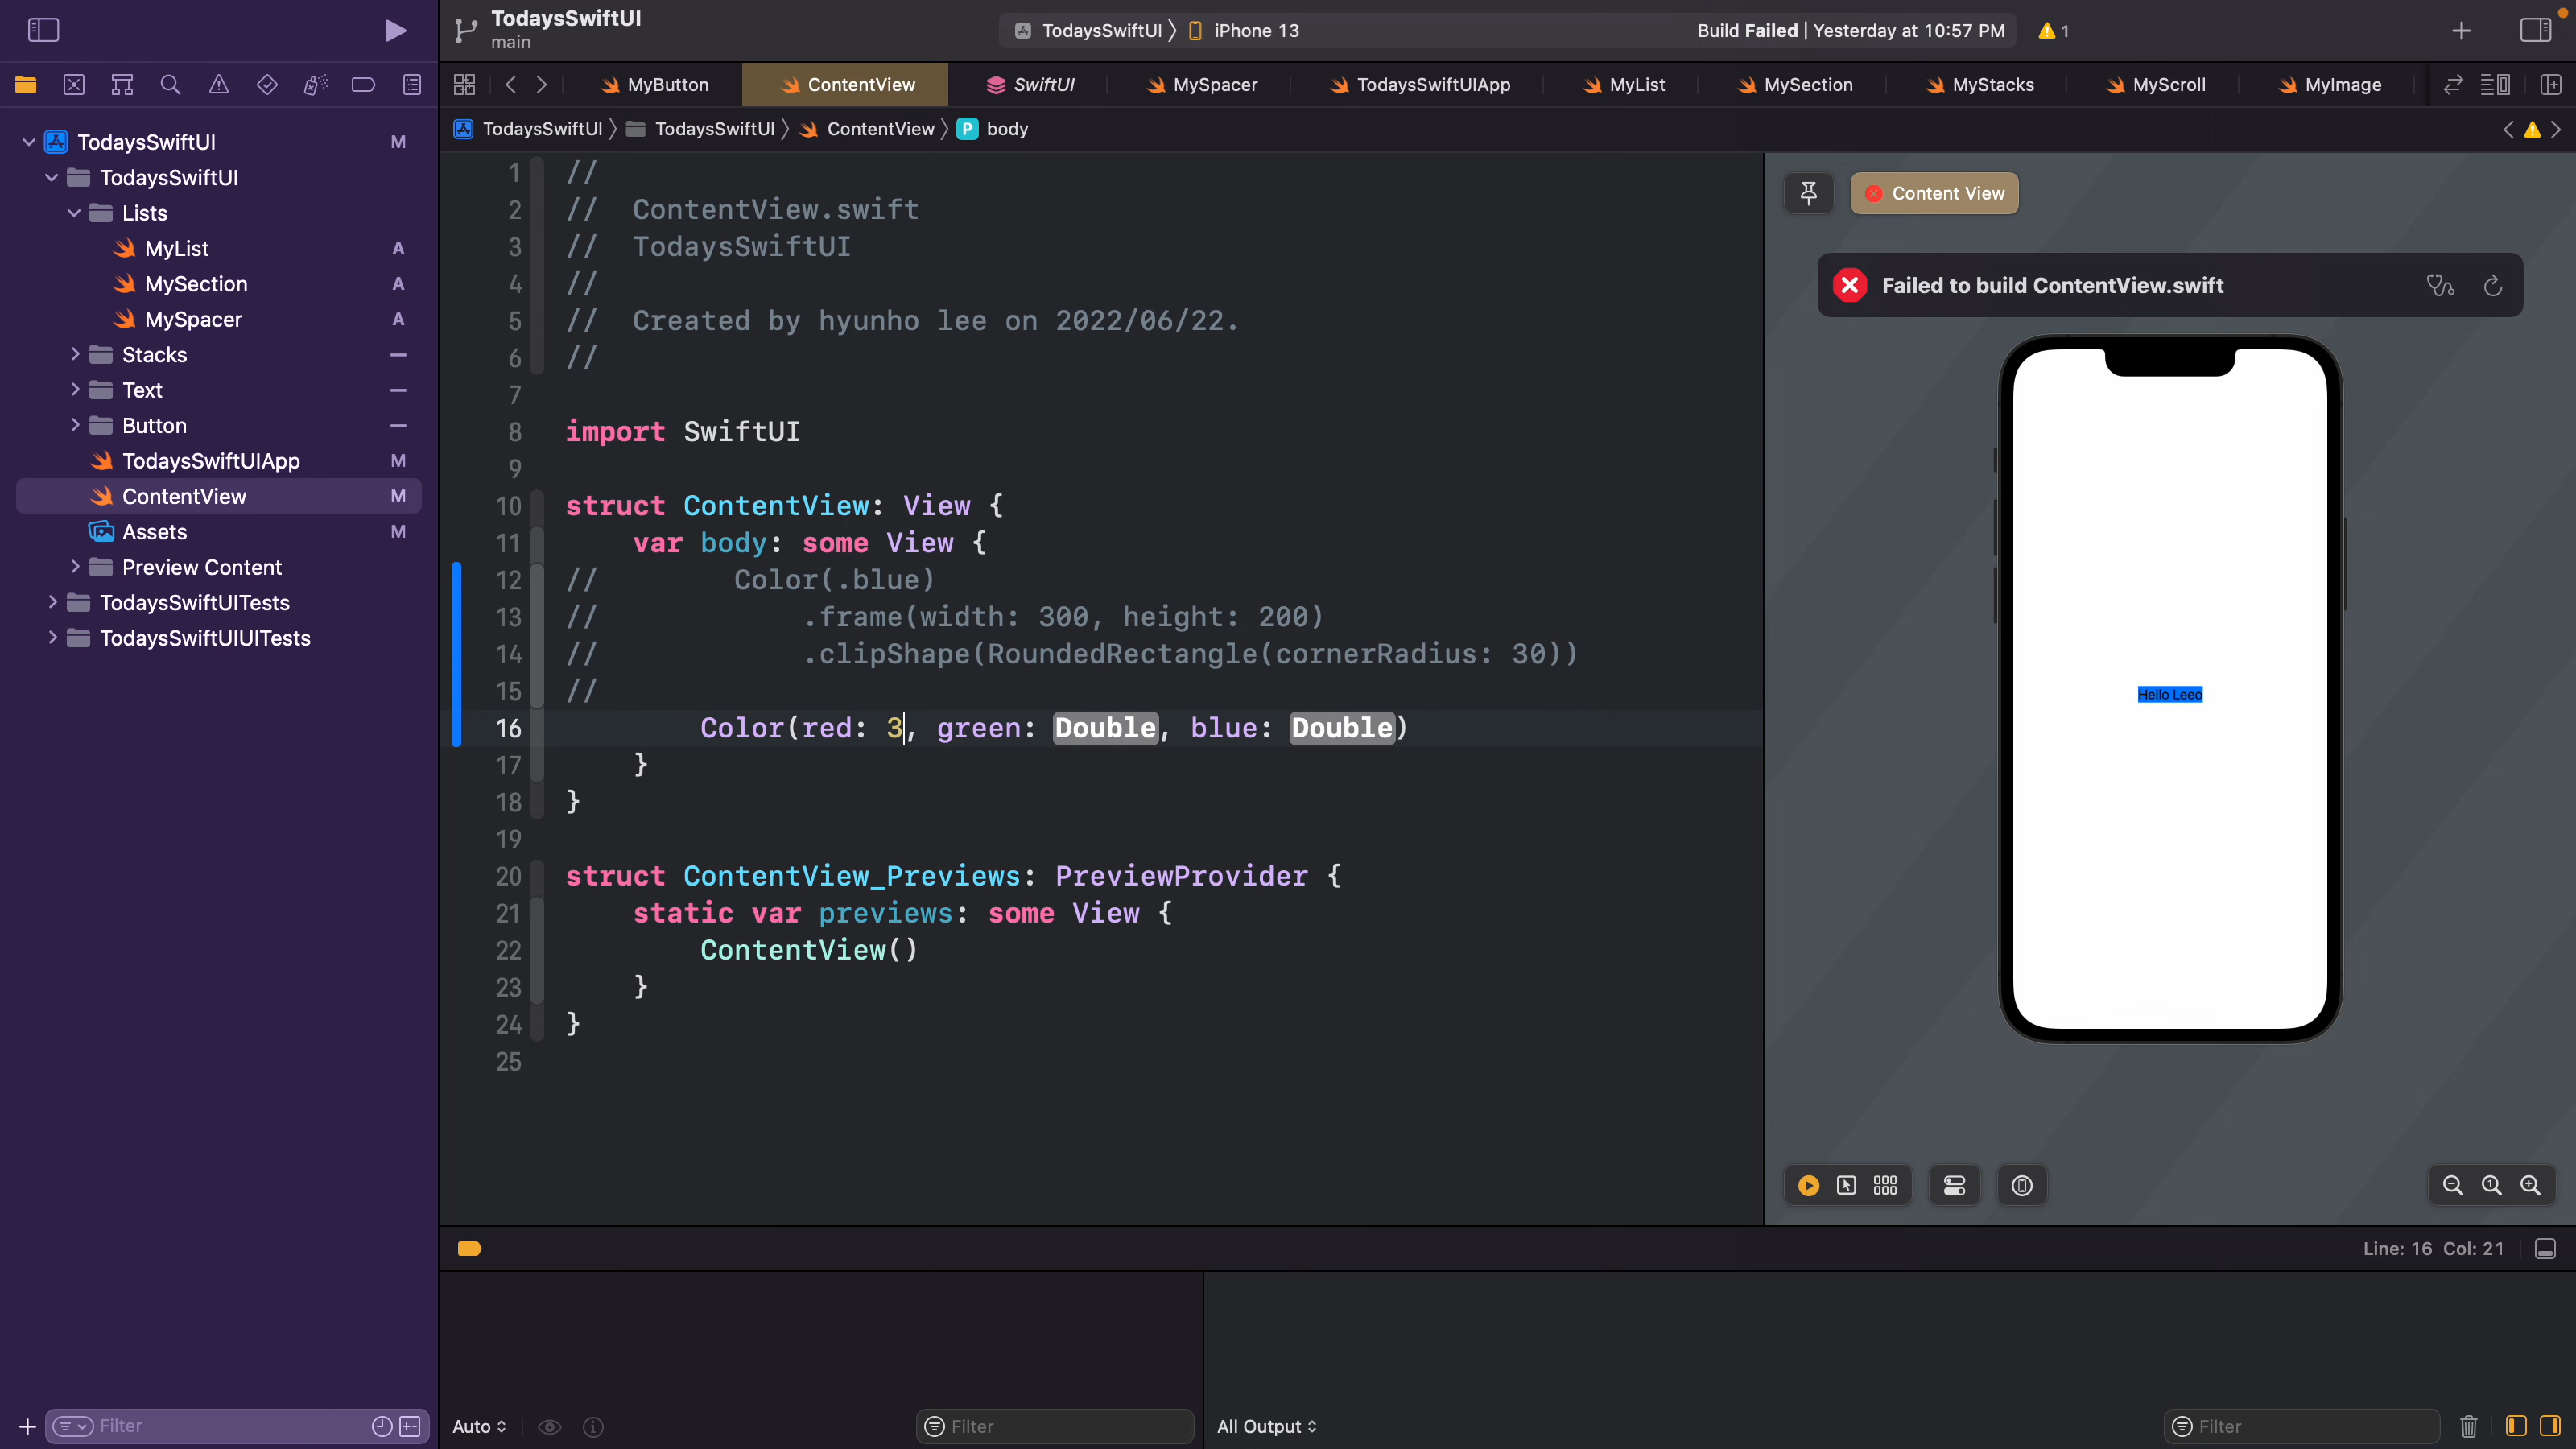 TodaysSwiftUI
main
TodaysSwiftUI 〉 iPhone 13
Build Failed | Yesterday at 10:57 PM
1
MyButton
ContentView
SwiftUI
MySpacer
TodaysSwiftUIApp
MyList
MySection
MyStacks
MyScroll
MyImage
TodaysSwiftUI 〉 TodaysSwiftUI 〉 ContentView 〉 P body
TodaysSwiftUI M
TodaysSwiftUI
Lists
MyList A
MySection A
MySpacer A
Stacks
Text
Button
TodaysSwiftUIApp M
ContentView M
Assets M
Preview Content
TodaysSwiftUITests
TodaysSwiftUIUITests
Filter
1 //
2 //  ContentView.swift
3 //  TodaysSwiftUI
4 //
5 //  Created by hyunho lee on 2022/06/22.
6 //
7
8 import SwiftUI
9
10 struct ContentView: View {
11     var body: some View {
12 //        Color(.blue)
13 //            .frame(width: 300, height: 200)
14 //            .clipShape(RoundedRectangle(cornerRadius: 30))
15 //
16         Color(red: 3, green: Double, blue: Double)
17     }
18 }
19
20 struct ContentView_Previews: PreviewProvider {
21     static var previews: some View {
22         ContentView()
23     }
24 }
25
Content View
Failed to build ContentView.swift
Hello Leeo
Line: 16 Col: 21
Auto
Filter
All Output
Filter